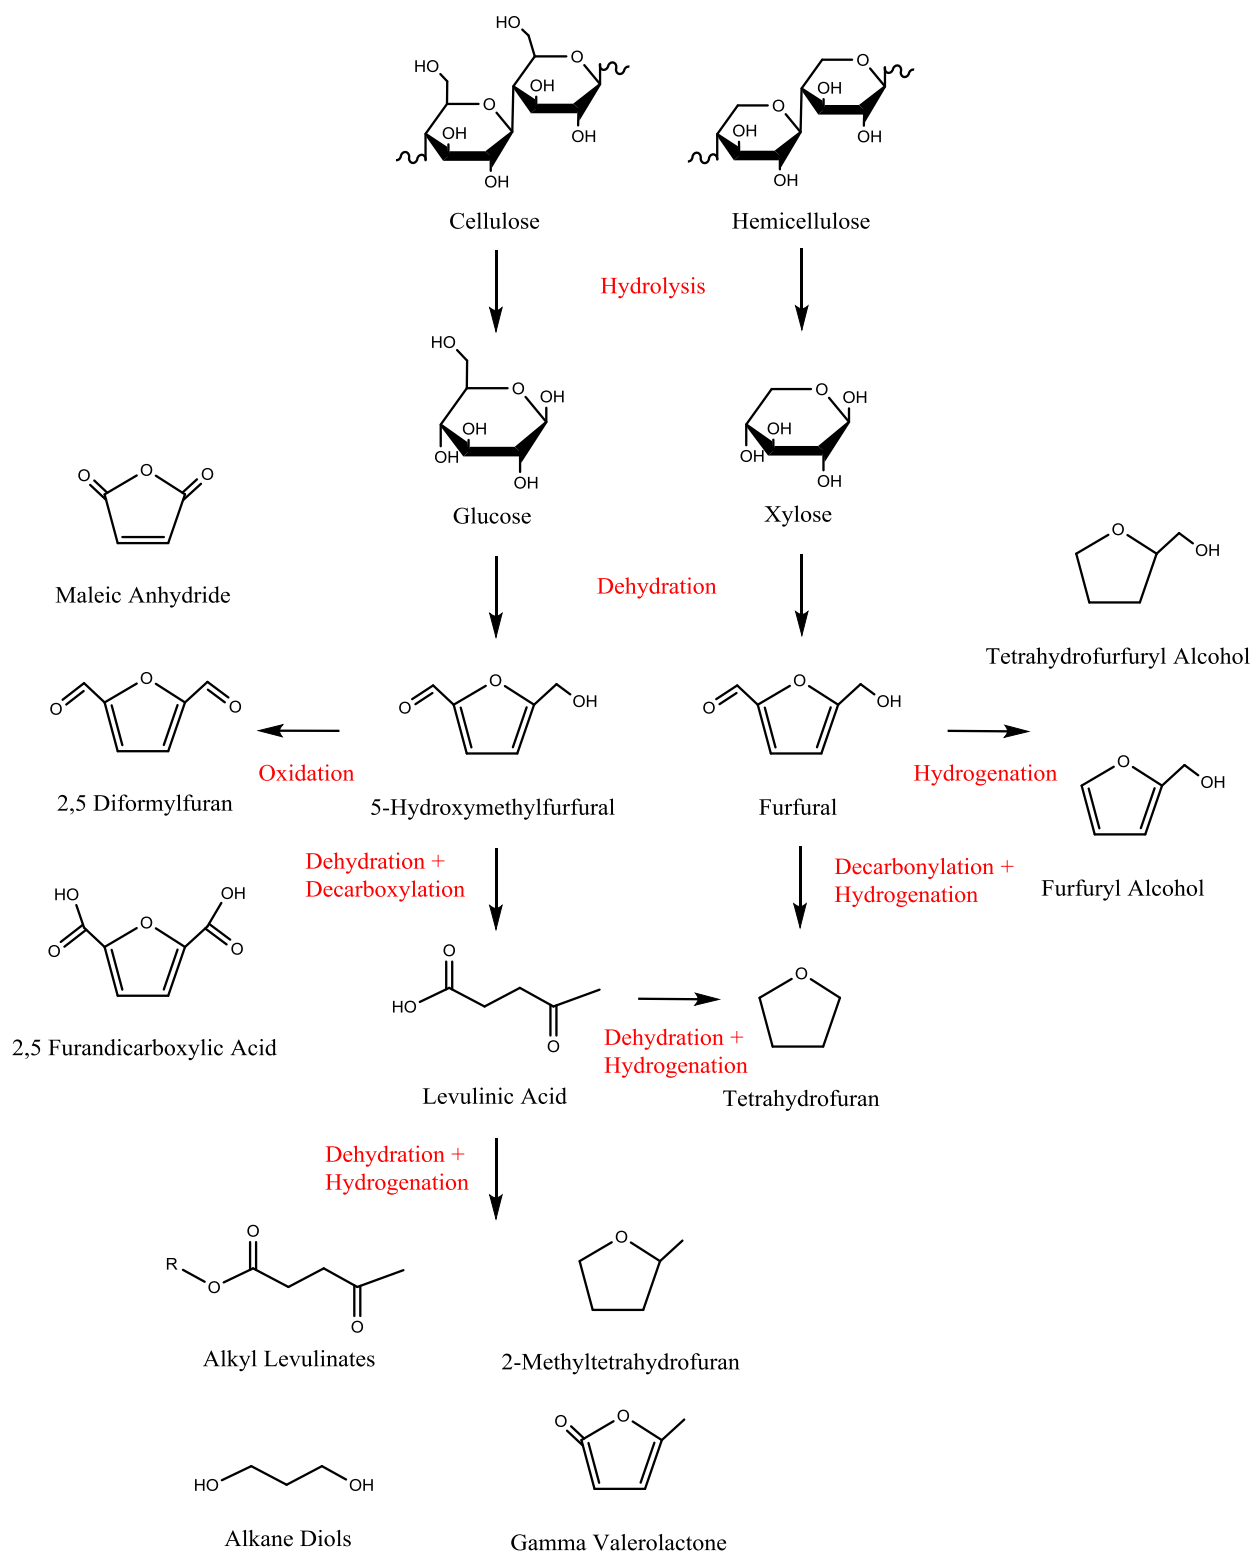 HO
HO
O
OH
OH
O
OH
OH
Cellulose
O
OH
OH
O
OH
OH
Hemicellulose
Hydrolysis
HO
O
OH
OH
OH
OH
Glucose
O
OH
OH
OH
OH
Xylose
O
O
O
Maleic Anhydride
Dehydration
O
OH
Tetrahydrofurfuryl Alcohol
O
O
O
2,5 Diformylfuran
Oxidation
O
O
OH
5-Hydroxymethylfurfural
O
O
OH
Furfural
Hydrogenation
O
OH
Furfuryl Alcohol
Dehydration +
Decarboxylation
Decarbonylation +
Hydrogenation
HO
OH
O
O
O
2,5 Furandicarboxylic Acid
O
HO
O
Levulinic Acid
Dehydration +
Hydrogenation
O
Tetrahydrofuran
Dehydration +
Hydrogenation
O
R
O
O
Alkyl Levulinates
O
2-Methyltetrahydrofuran
HO
OH
Alkane Diols
O
O
Gamma Valerolactone